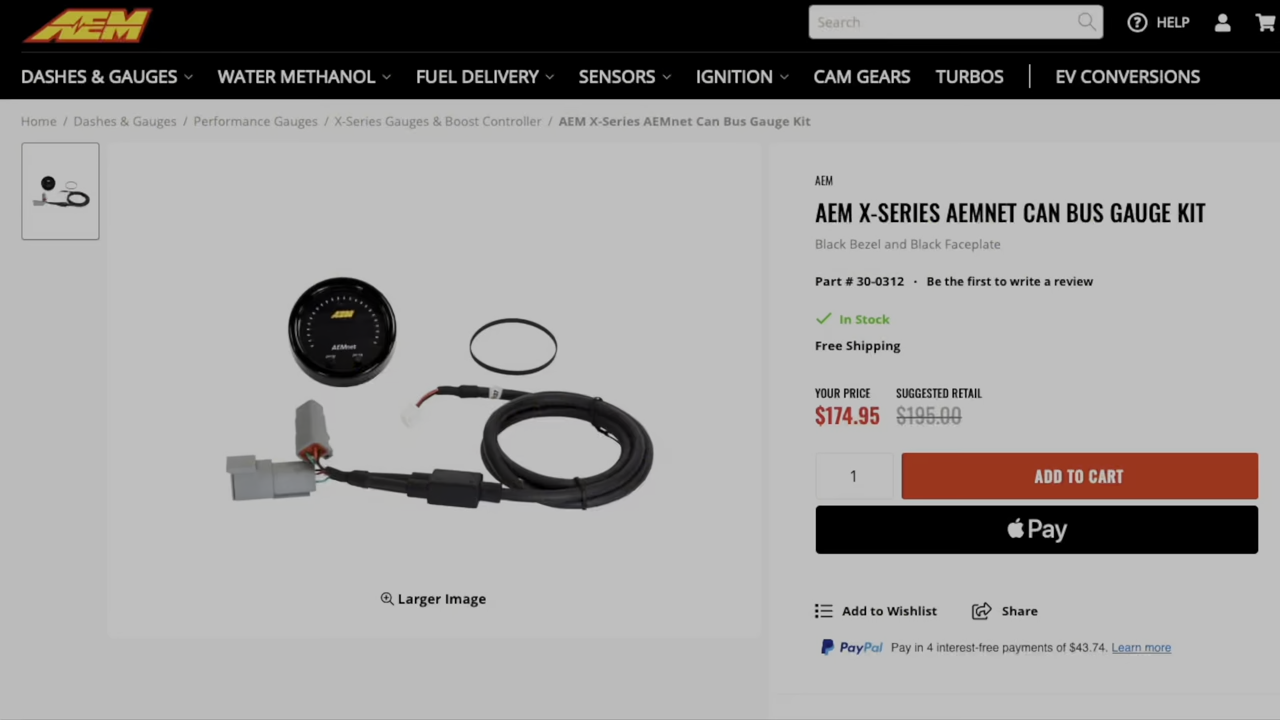 AEM
Search
HELP
DASHES & GAUGES
WATER METHANOL
FUEL DELIVERY
SENSORS
IGNITION
CAM GEARS
TURBOS
EV CONVERSIONS
Home / Dashes & Gauges / Performance Gauges / X-Series Gauges & Boost Controller / AEM X-Series AEMnet Can Bus Gauge Kit
AEM
AEM X-SERIES AEMNET CAN BUS GAUGE KIT
Black Bezel and Black Faceplate
Part # 30-0312 · Be the first to write a review
In Stock
Free Shipping
YOUR PRICE
SUGGESTED RETAIL
$174.95
$195.00
1
ADD TO CART
Pay
AEM
AEMnet
Larger Image
Add to Wishlist
Share
PayPal Pay in 4 interest-free payments of $43.74. Learn more